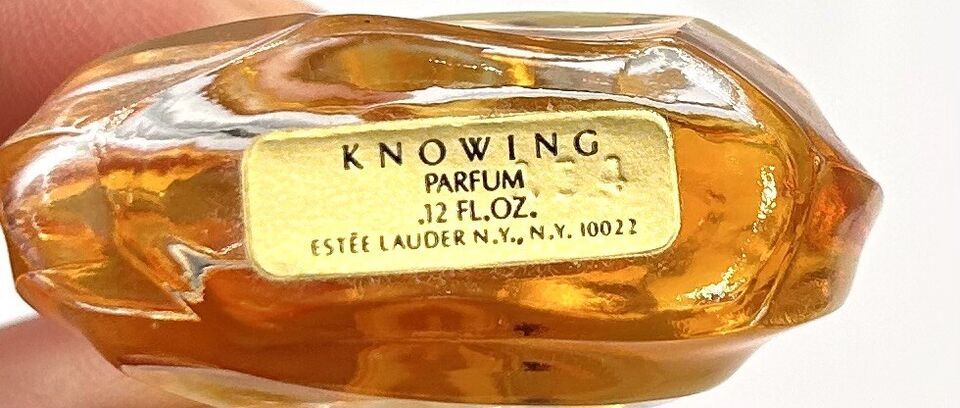 KNOWING
PARFUM
.12 FL.OZ.
ESTĒE LAUDER N.Y., N.Y. 10022